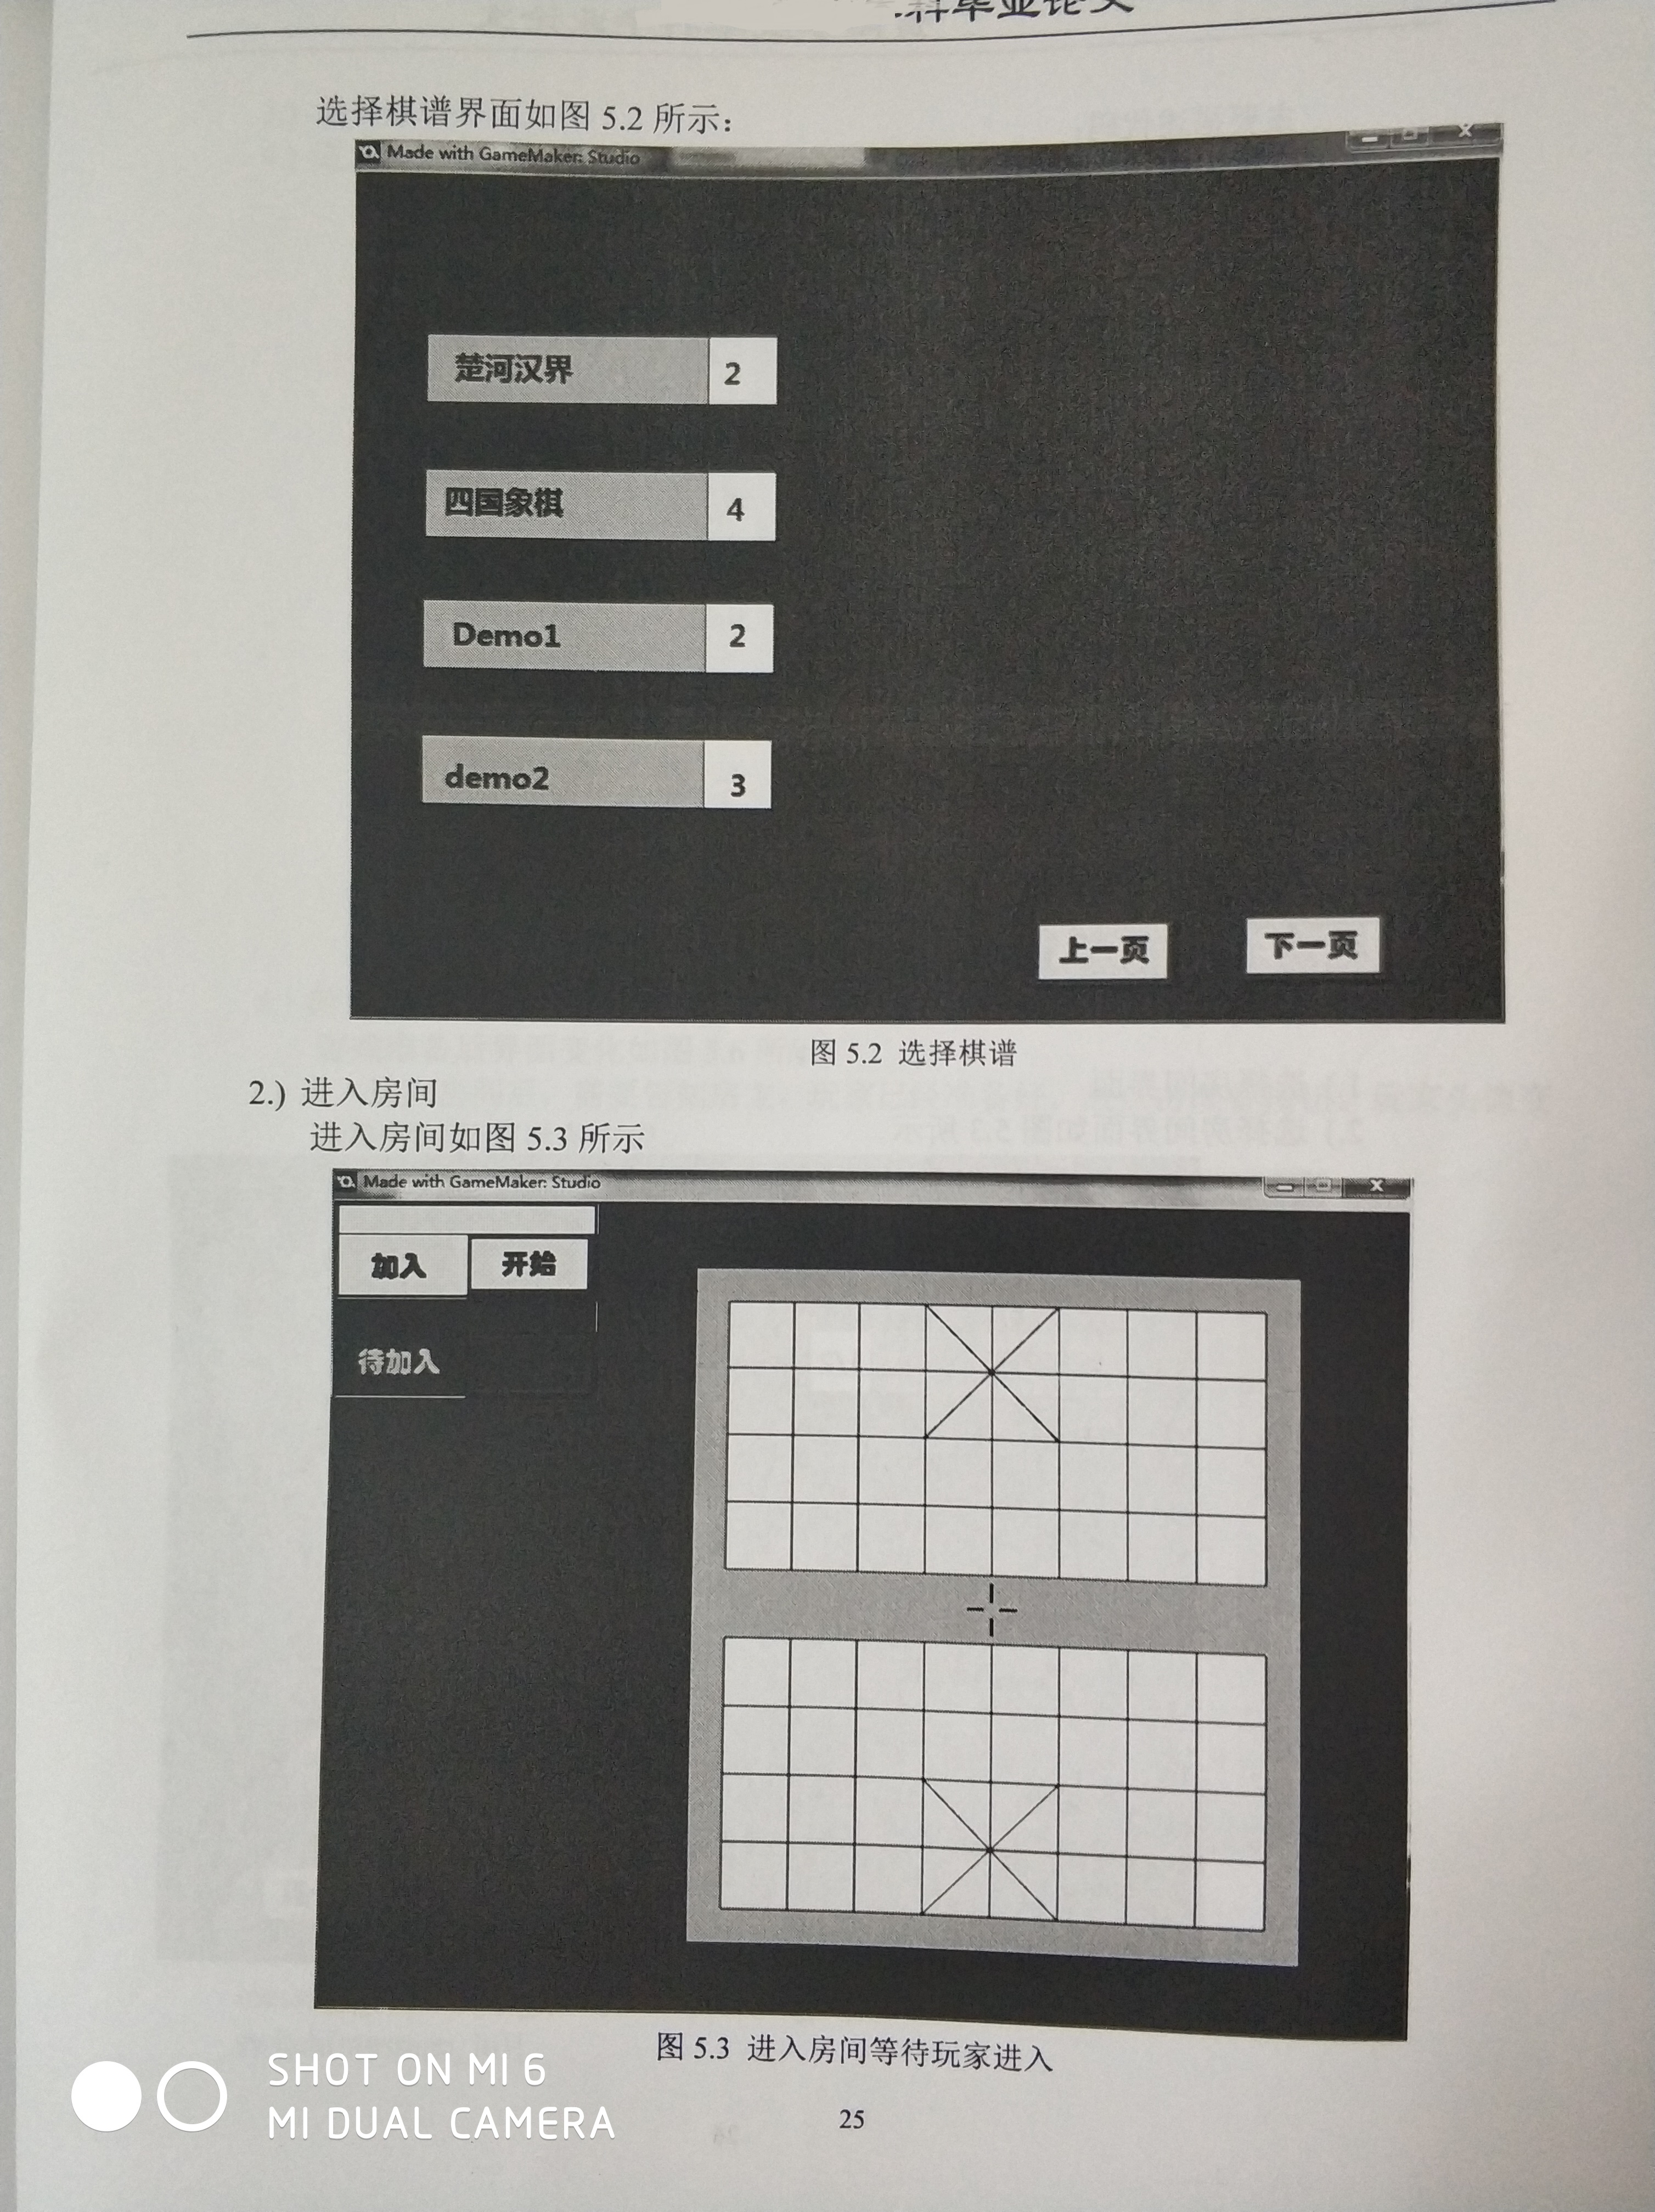 科毕业论文
选择棋谱界面如图 5.2 所示：
Made with GameMaker: Studio
楚河汉界 2
四国象棋 4
Demo1 2
demo2 3
上一页 下一页
图 5.2 选择棋谱
2.) 进入房间
进入房间如图 5.3 所示
Made with GameMaker: Studio
加入 开始
待加入
图 5.3 进入房间等待玩家进入
25
SHOT ON MI 6
MI DUAL CAMERA